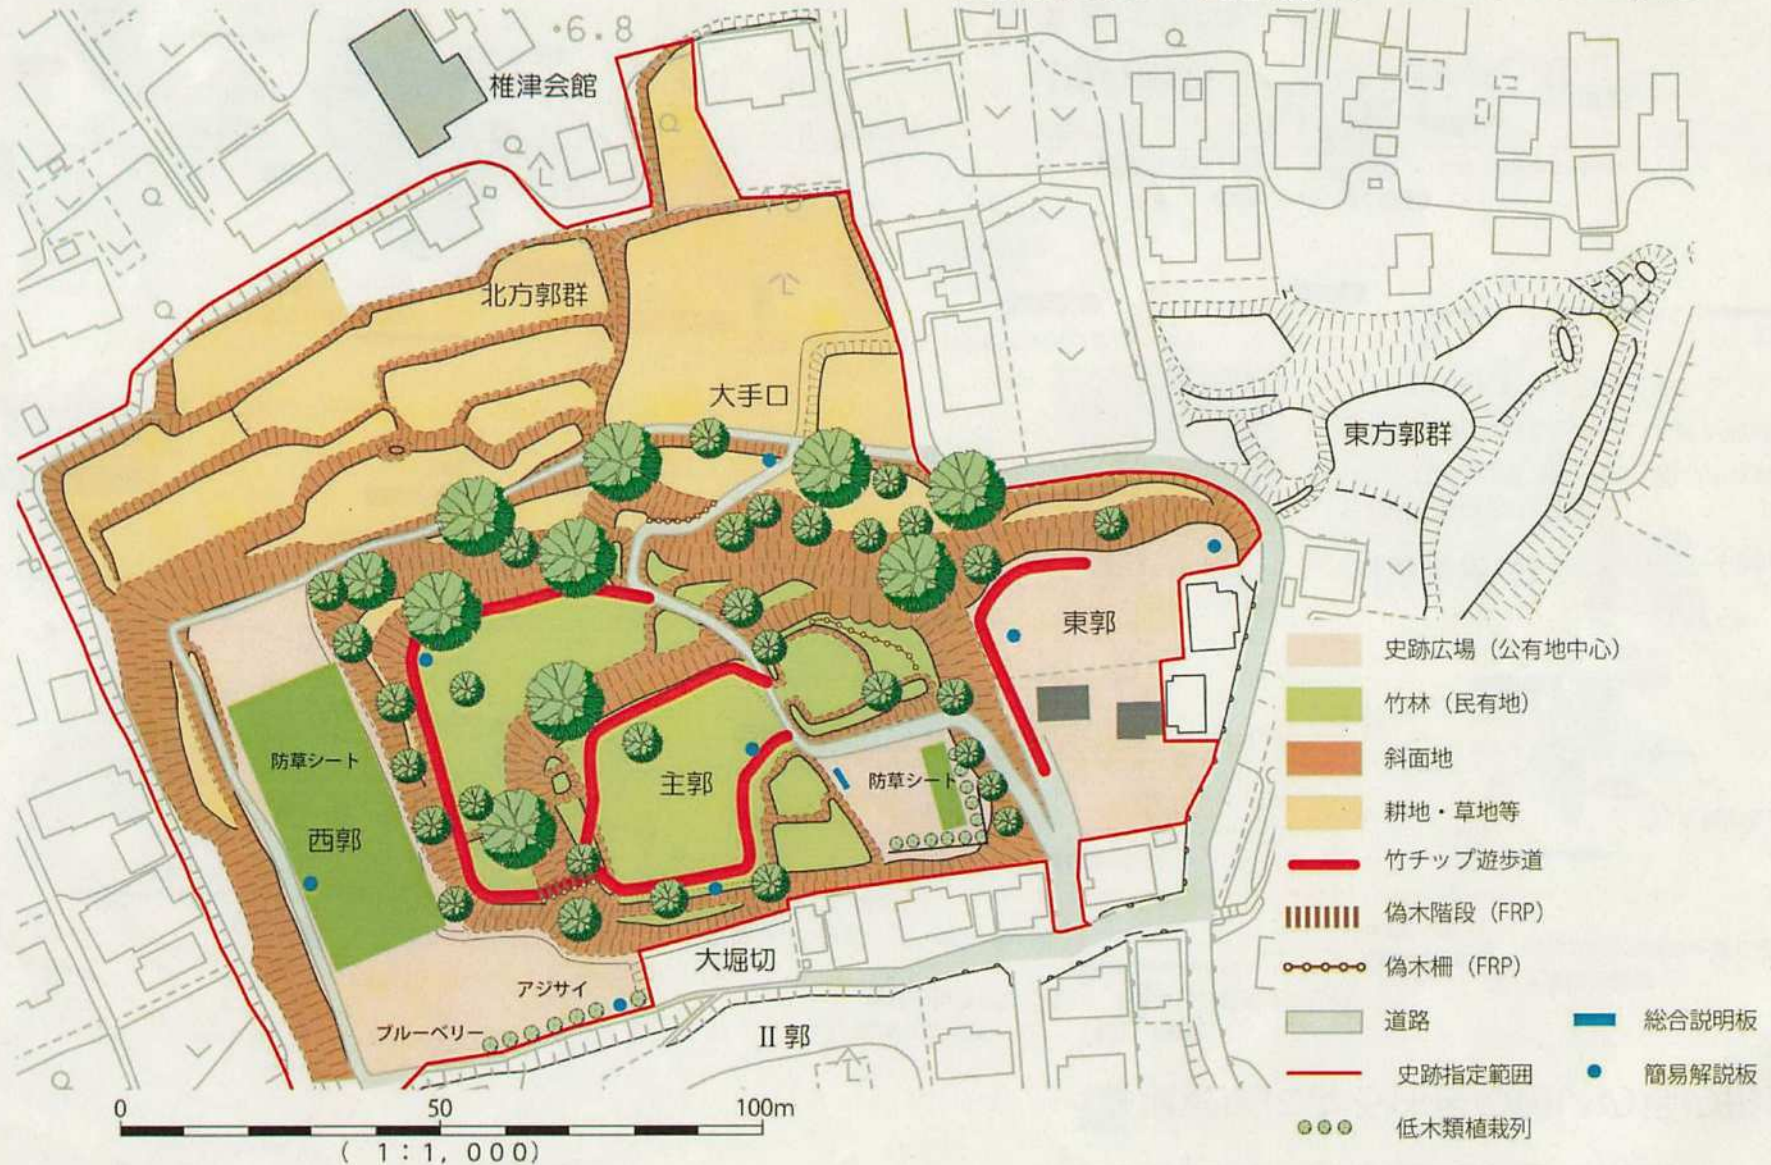 ・6.8
椎津会館
10
北方郭群
大手口
東方郭群
東郭
防草シート
主郭
防草シート
西郭
大堀切
アジサイ
ブルーベリー
II 郭
史跡広場（公有地中心）
竹林（民有地）
斜面地
耕地・草地等
竹チップ遊歩道
偽木階段（FRP）
偽木柵（FRP）
道路
総合説明板
史跡指定範囲
簡易解説板
低木類植栽列
0 50 100m
( 1：1, 000)